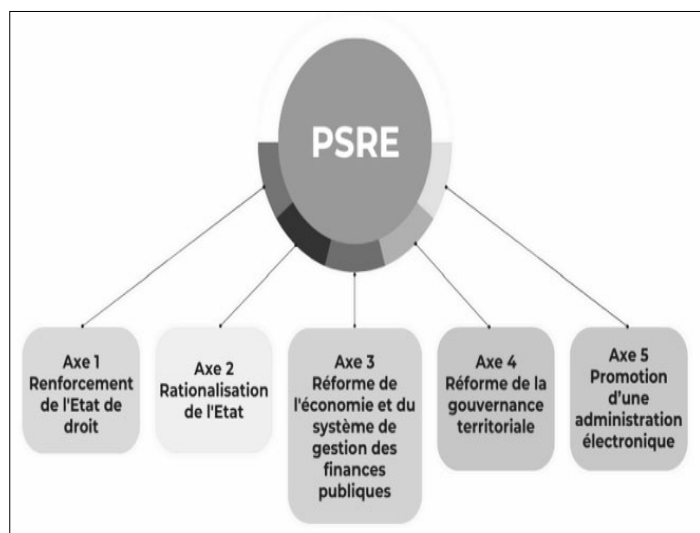 PSRE
Axe 1
Renforcement
de l'Etat de
droit
Axe 2
Rationalisation
de l'Etat
Axe 3
Réforme de
l'économie et du
système de
gestion des
finances
publiques
Axe 4
Réforme de la
gouvernance
territoriale
Axe 5
Promotion
d'une
administration
électronique